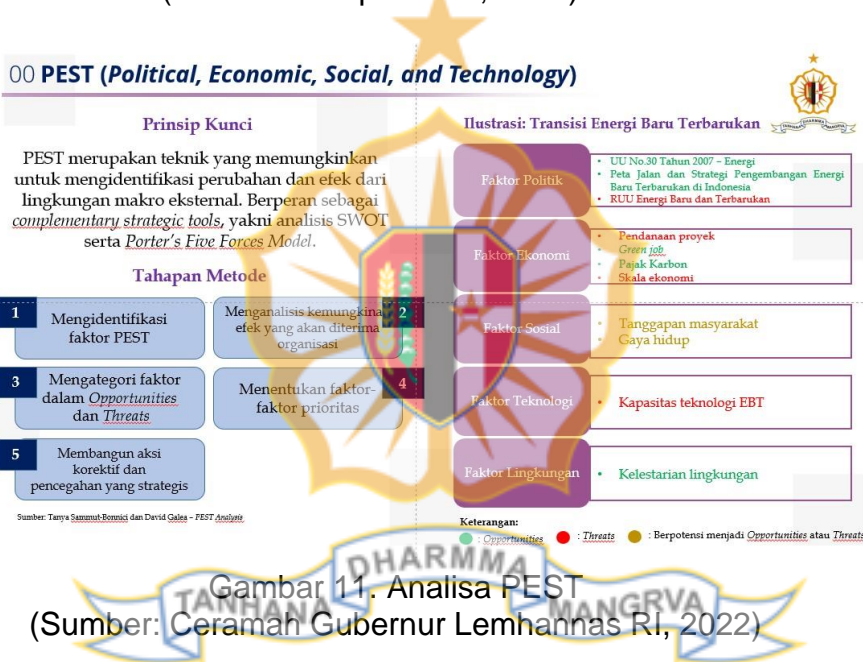 00 PEST (Political, Economic, Social, and Technology)
Prinsip Kunci
PEST merupakan teknik yang memungkinkan
untuk mengidentifikasi perubahan dan efek dari
lingkungan makro eksternal. Berperan sebagai
complementary strategic tools, yakni analisis SWOT
serta Porter's Five Forces Model.
Tahapan Metode
1
Mengidentifikasi
faktor PEST
2
Menganalisis kemungkina
efek yang akan diterima
organisasi
3
Mengategori faktor
dalam Opportunities
dan Threats
4
Menentukan faktor-
faktor prioritas
5
Membangun aksi
korektif dan
pencegahan yang strategis
Sumber: Tanya Sammut-Bonnici dan David Galea – PEST Analysis
Ilustrasi: Transisi Energi Baru Terbarukan
Faktor Politik
• UU No.30 Tahun 2007 – Energi
• Peta Jalan dan Strategi Pengembangan Energi
Baru Terbarukan di Indonesia
• RUU Energi Baru dan Terbarukan
Faktor Ekonomi
• Pendanaan proyek
• Green job
• Pajak Karbon
• Skala ekonomi
Faktor Sosial
• Tanggapan masyarakat
• Gaya hidup
Faktor Teknologi
• Kapasitas teknologi EBT
Faktor Lingkungan
• Kelestarian lingkungan
Keterangan:
: Opportunities : Threats : Berpotensi menjadi Opportunities atau Threats
TANHANA DHARMMA MANGRVA
Gambar 11. Analisa PEST
(Sumber: Ceramah Gubernur Lemhannas RI, 2022)